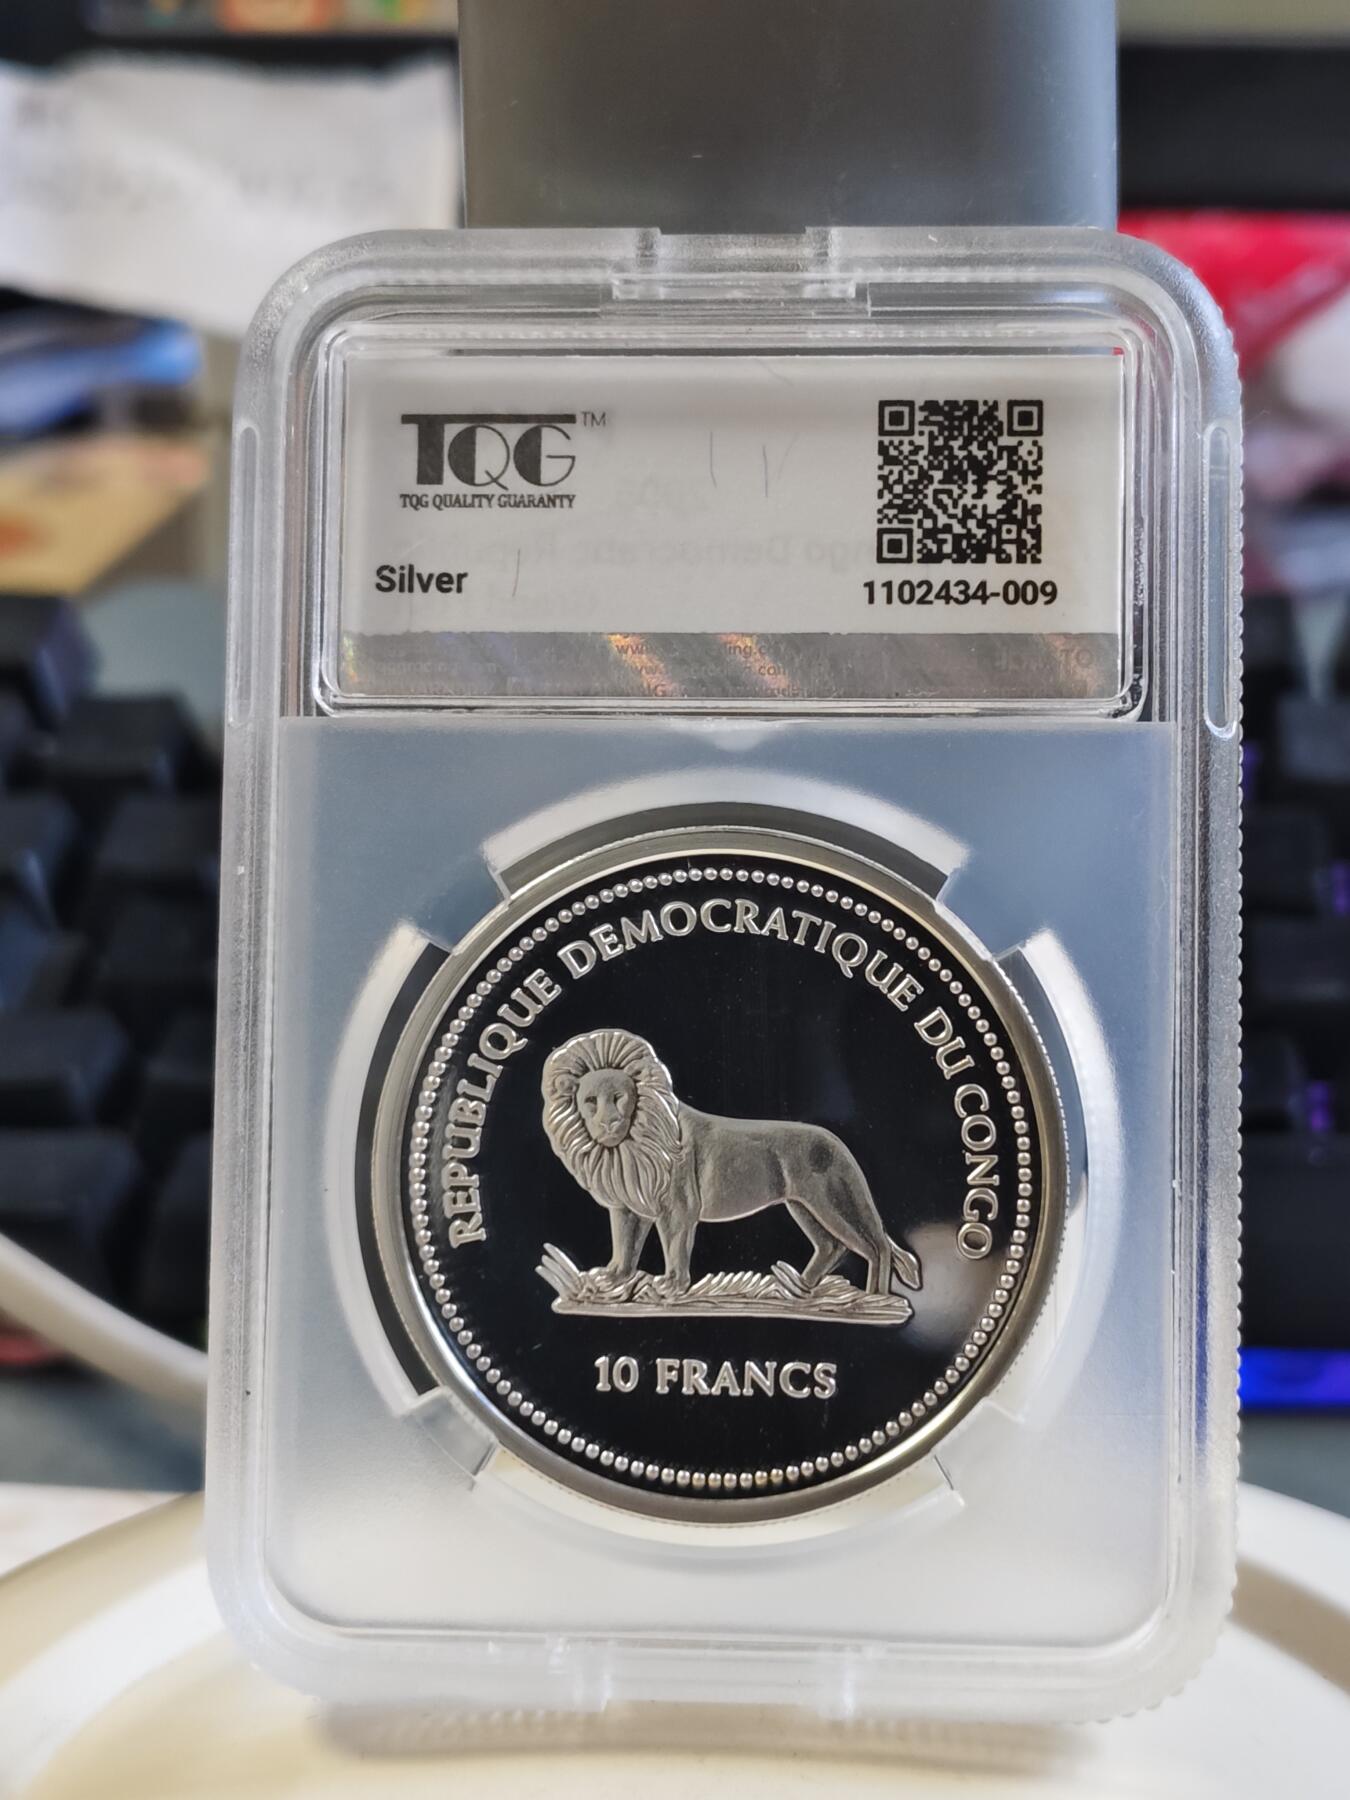 TQG™
TQG QUALITY GUARANTY
Silver
1102434-009
REPUBLIQUE DEMOCRATIQUE DU CONGO
10 FRANCS